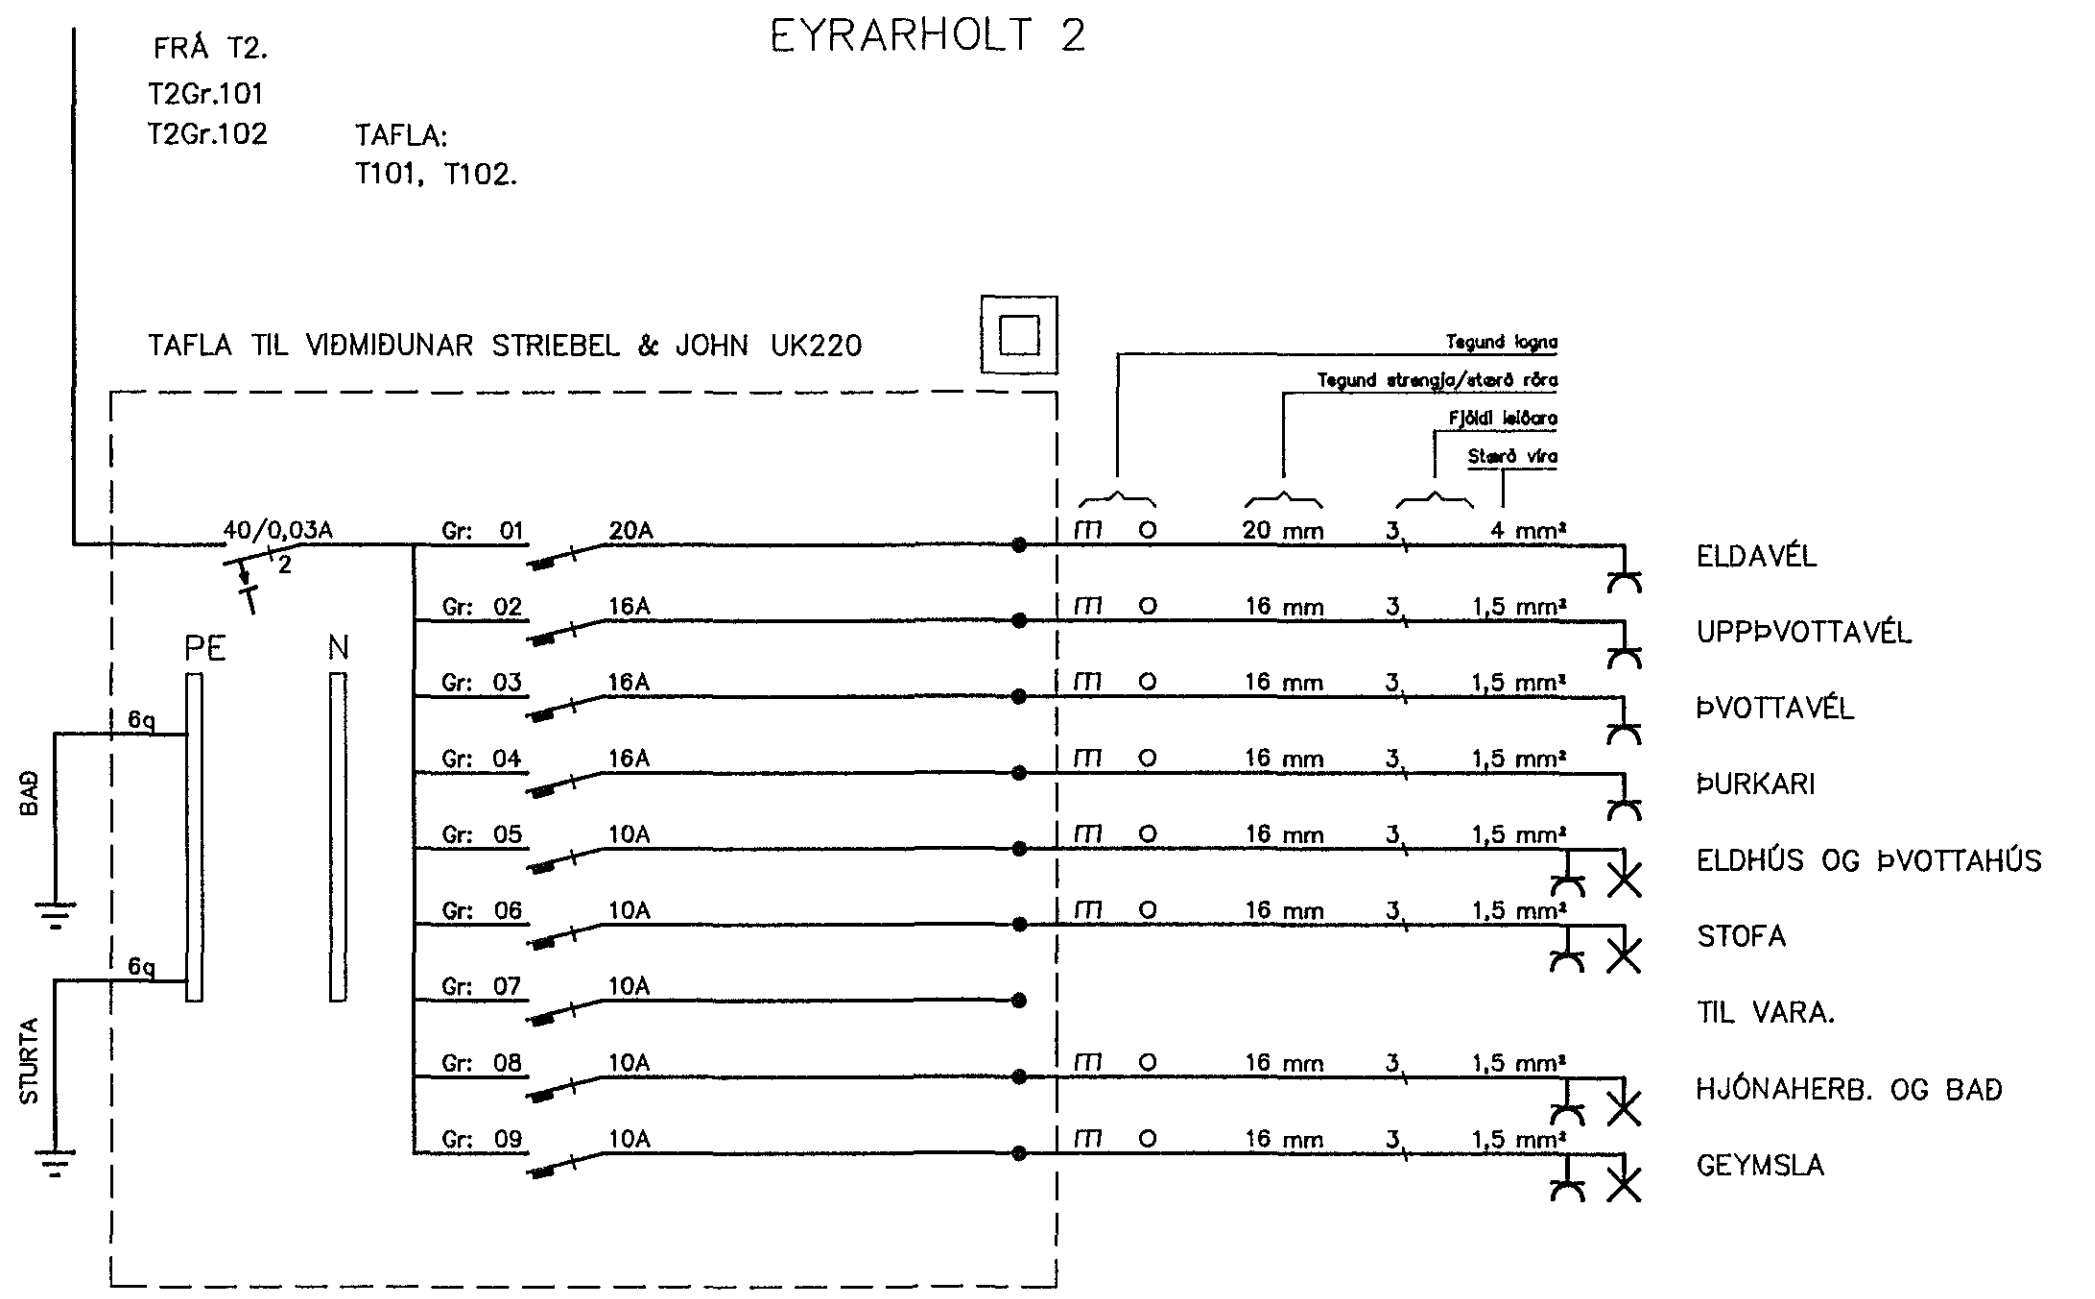 EYRARHOLT 2
FRÁ T2.
T2Gr.101
T2Gr.102
TAFLA:
T101, T102.
TAFLA TIL VIÐMIÐUNAR STRIEBEL & JOHN UK220
Tegund lagna
Tegund strengja/stærð röra
Fjöldi leiðara
Stærð víra
40/0,03A
2
Gr: 01 20A m O 20 mm 3 4 mm² ELDAVÉL
Gr: 02 16A m O 16 mm 3 1,5 mm² UPPÞVOTTAVÉL
PE N
Gr: 03 16A m O 16 mm 3 1,5 mm² ÞVOTTAVÉL
6q
Gr: 04 16A m O 16 mm 3 1,5 mm² ÞURKARI
BAÐ
Gr: 05 10A m O 16 mm 3 1,5 mm² ELDHÚS OG ÞVOTTAHÚS
Gr: 06 10A m O 16 mm 3 1,5 mm² STOFA
6q
Gr: 07 10A TIL VARA.
STURTA
Gr: 08 10A m O 16 mm 3 1,5 mm² HJÓNAHERB. OG BAÐ
Gr: 09 10A m O 16 mm 3 1,5 mm² GEYMSLA